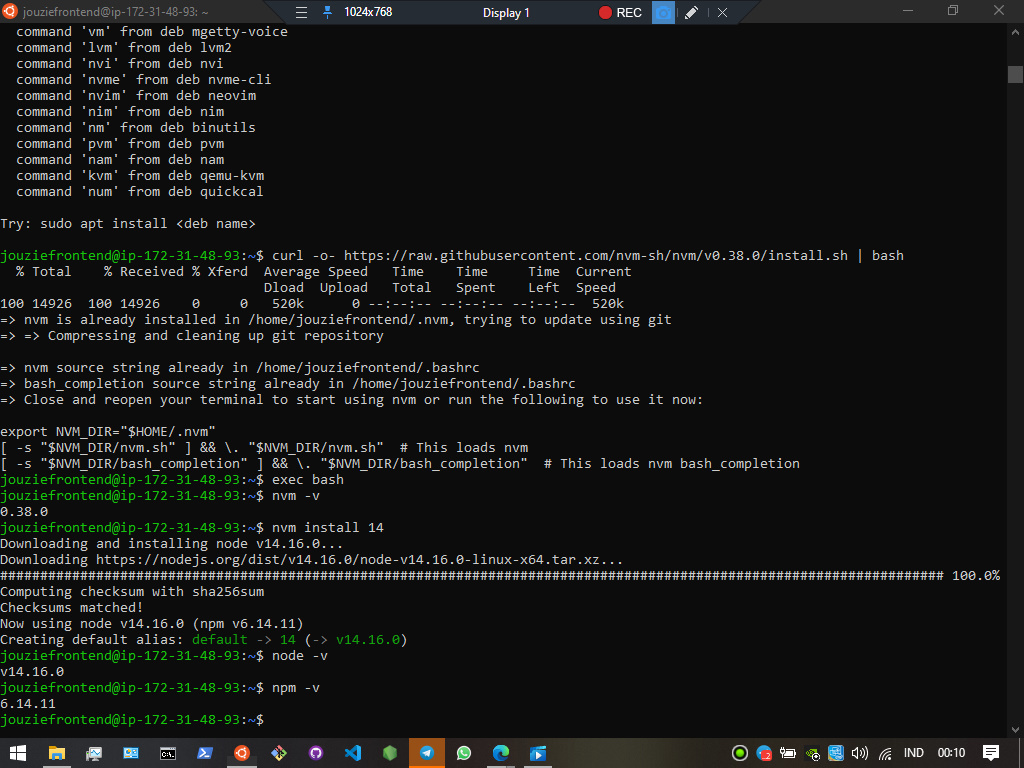 jouziefrontend@ip-172-31-48-93: ~
1024x768
Display 1
REC
command 'vm' from deb mgetty-voice
command 'lvm' from deb lvm2
command 'nvi' from deb nvi
command 'nvme' from deb nvme-cli
command 'nvim' from deb neovim
command 'nim' from deb nim
command 'nm' from deb binutils
command 'pvm' from deb pvm
command 'nam' from deb nam
command 'kvm' from deb qemu-kvm
command 'num' from deb quickcal
Try: sudo apt install <deb name>
jouziefrontend@ip-172-31-48-93:~$ curl -o- https://raw.githubusercontent.com/nvm-sh/nvm/v0.38.0/install.sh | bash
% Total % Received % Xferd Average Speed Time Time Time Current
Dload Upload Total Spent Left Speed
100 14926 100 14926 0 0 520k 0 --:--:-- --:--:-- --:--:-- 520k
=> nvm is already installed in /home/jouziefrontend/.nvm, trying to update using git
=> => Compressing and cleaning up git repository
=> nvm source string already in /home/jouziefrontend/.bashrc
=> bash_completion source string already in /home/jouziefrontend/.bashrc
=> Close and reopen your terminal to start using nvm or run the following to use it now:
export NVM_DIR="$HOME/.nvm"
[ -s "$NVM_DIR/nvm.sh" ] && \. "$NVM_DIR/nvm.sh" # This loads nvm
[ -s "$NVM_DIR/bash_completion" ] && \. "$NVM_DIR/bash_completion" # This loads nvm bash_completion
jouziefrontend@ip-172-31-48-93:~$ exec bash
jouziefrontend@ip-172-31-48-93:~$ nvm -v
0.38.0
jouziefrontend@ip-172-31-48-93:~$ nvm install 14
Downloading and installing node v14.16.0...
Downloading https://nodejs.org/dist/v14.16.0/node-v14.16.0-linux-x64.tar.xz...
###################################################################################################################### 100.0%
Computing checksum with sha256sum
Checksums matched!
Now using node v14.16.0 (npm v6.14.11)
Creating default alias: default -> 14 (-> v14.16.0)
jouziefrontend@ip-172-31-48-93:~$ node -v
v14.16.0
jouziefrontend@ip-172-31-48-93:~$ npm -v
6.14.11
jouziefrontend@ip-172-31-48-93:~$
IND
00:10